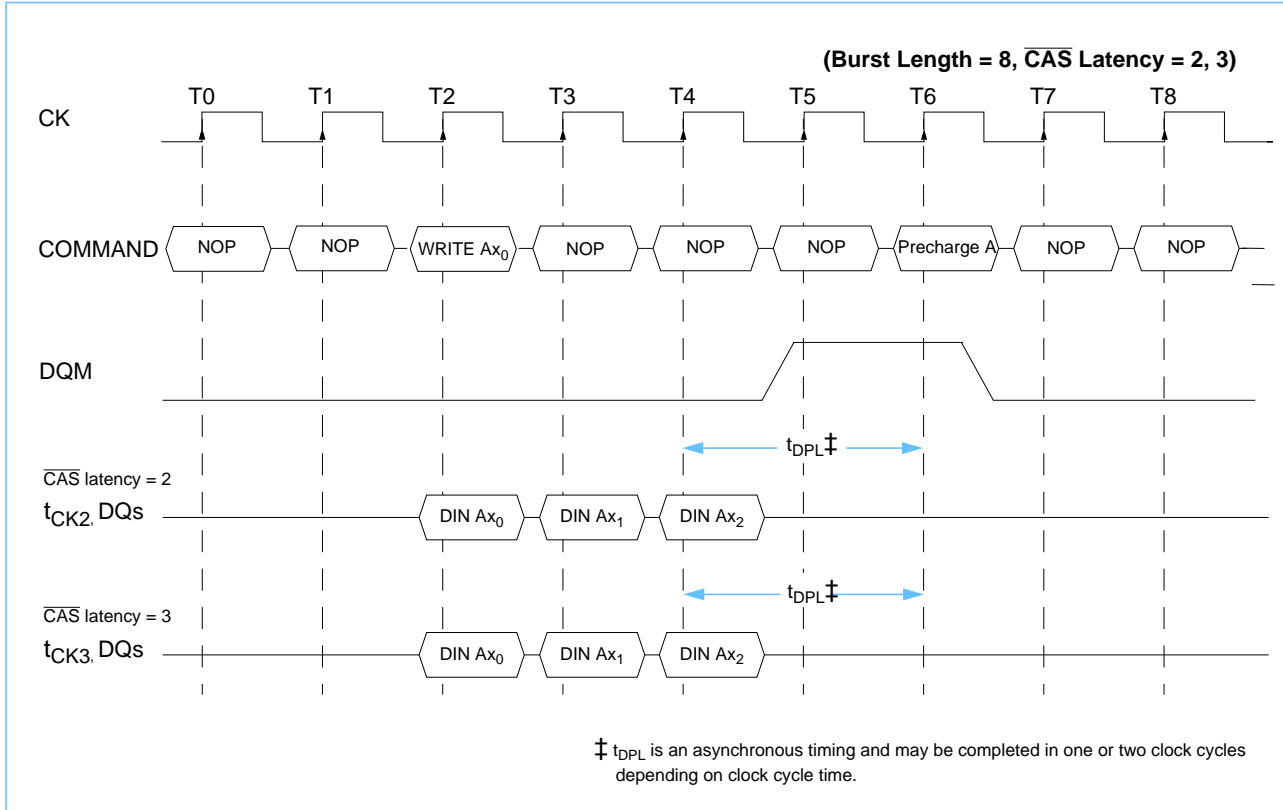 (Burst Length = 8, CAS Latency = 2, 3)
T0 T1 T2 T3 T4 T5 T6 T7 T8
CK
COMMAND NOP NOP WRITE Ax0 NOP NOP NOP Precharge A NOP NOP
DQM
tDPL‡
CAS latency = 2
tCK2, DQs DIN Ax0 DIN Ax1 DIN Ax2
tDPL‡
CAS latency = 3
tCK3, DQs DIN Ax0 DIN Ax1 DIN Ax2
‡ tDPL is an asynchronous timing and may be completed in one or two clock cycles
depending on clock cycle time.